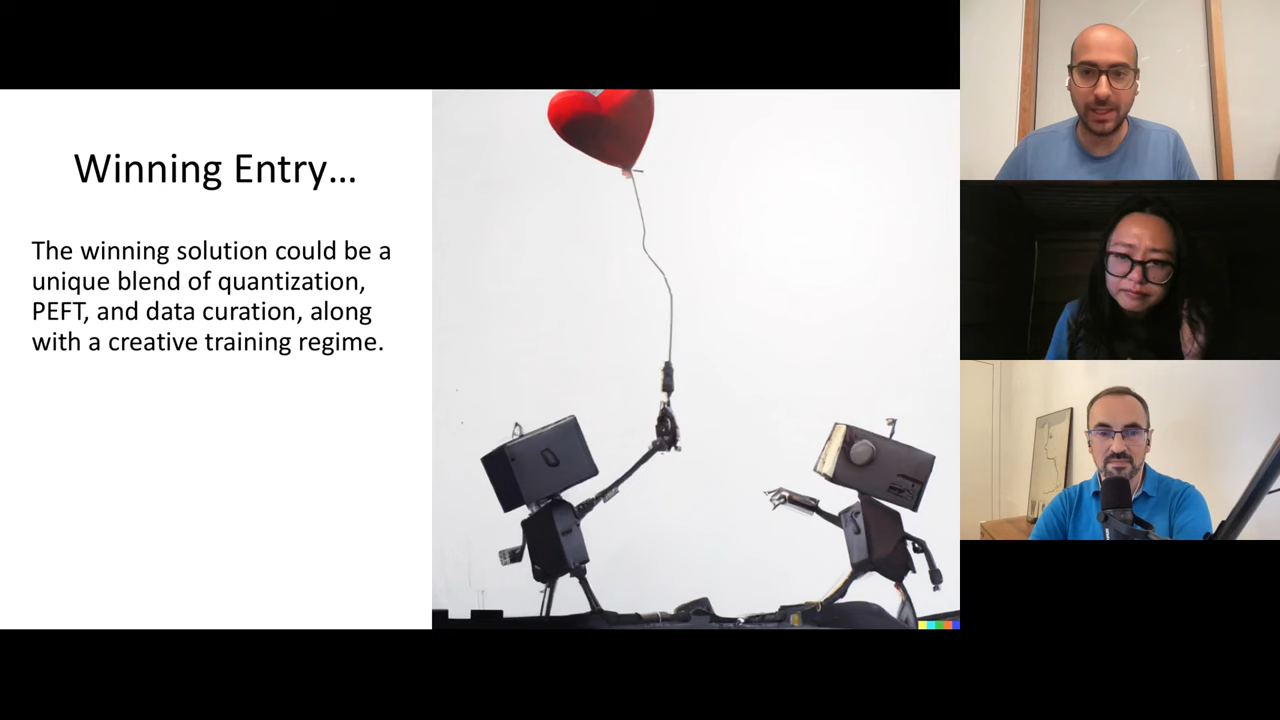 Winning Entry...
The winning solution could be a
unique blend of quantization,
PEFT, and data curation, along
with a creative training regime.